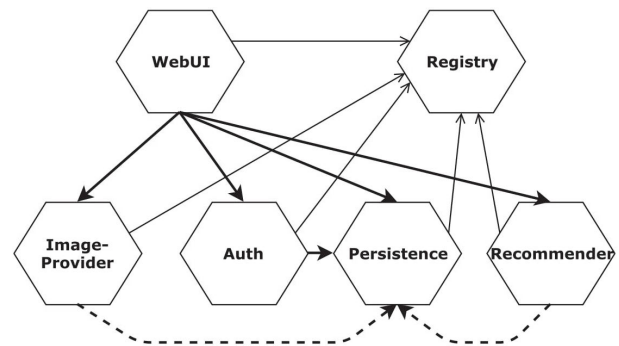 WebUI
Registry
Image-
Provider
Auth
Persistence
Recommender